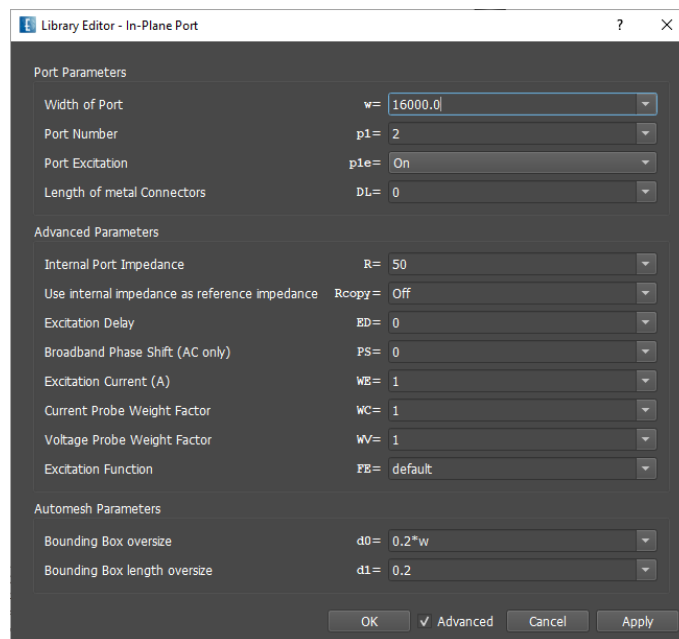 Library Editor - In-Plane Port ? ×
Port Parameters
Width of Port w= 16000.0
Port Number p1= 2
Port Excitation p1e= On
Length of metal Connectors DL= 0
Advanced Parameters
Internal Port Impedance R= 50
Use internal impedance as reference impedance Rcopy= Off
Excitation Delay ED= 0
Broadband Phase Shift (AC only) PS= 0
Excitation Current (A) WE= 1
Current Probe Weight Factor WC= 1
Voltage Probe Weight Factor WV= 1
Excitation Function FE= default
Automesh Parameters
Bounding Box oversize d0= 0.2*w
Bounding Box length oversize d1= 0.2
OK ✓ Advanced Cancel Apply